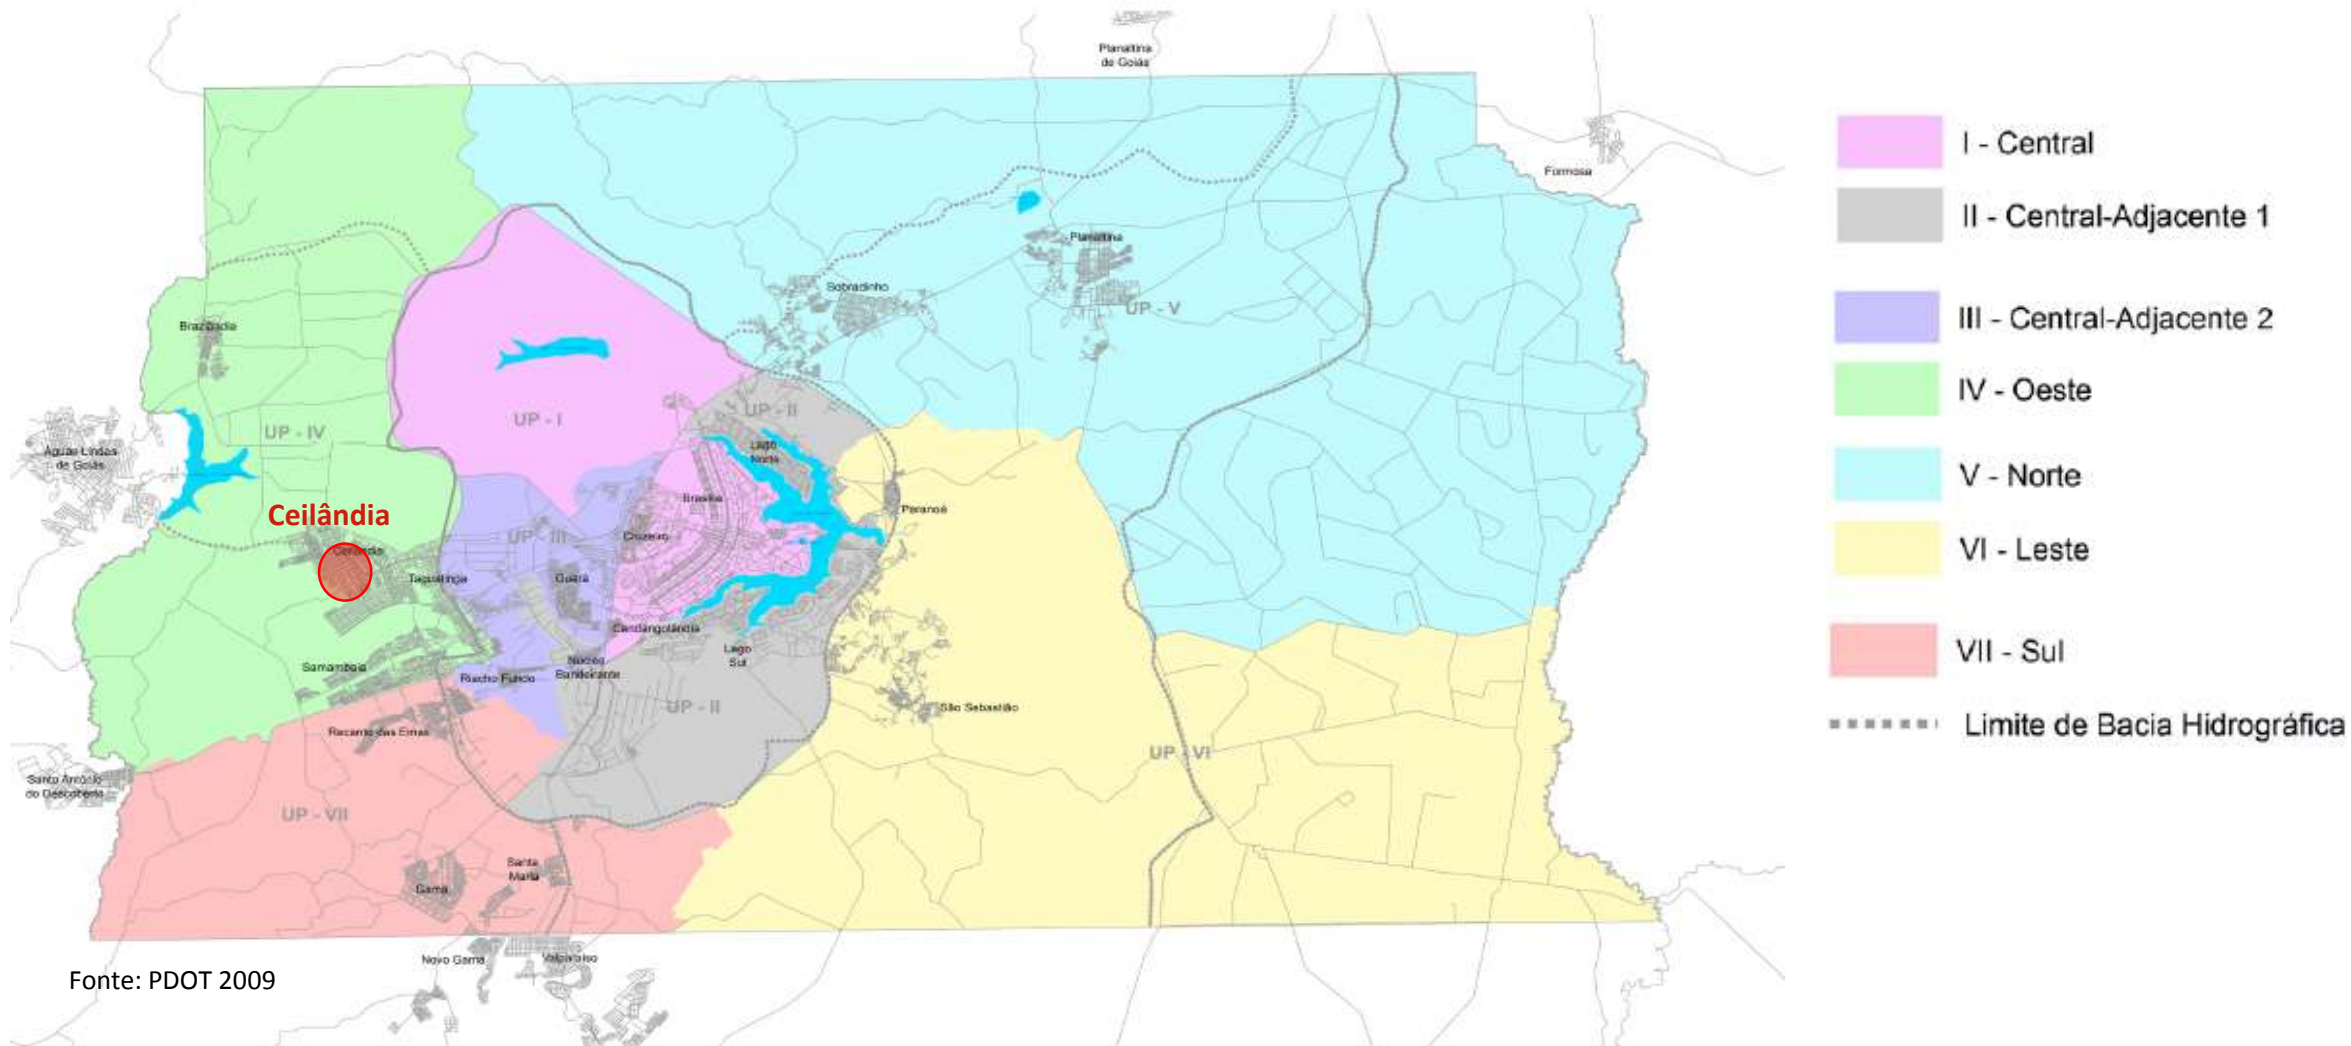 Planaltina
de Goiás
Formosa
Planaltina
Sobradinho
UP - V
Brazlândia
UP - II
UP - I
UP - IV
Lago
Norte
Águas Lindas
de Goiás
Brasília
Ceilândia
Paranoá
Cruzeiro
UP - III
Ceilândia
Taguatinga
Guará
Candangolândia
Lago
Sul
Samambaia
Núcleo
Bandeirante
Riacho Fundo
UP - II
São Sebastião
Recanto das Emas
UP - VI
Santo Antônio
do Descoberto
UP - VII
Santa
Maria
Gama
Novo Gama
Valparaíso
Fonte: PDOT 2009
I - Central
II - Central-Adjacente 1
III - Central-Adjacente 2
IV - Oeste
V - Norte
VI - Leste
VII - Sul
Limite de Bacia Hidrográfica